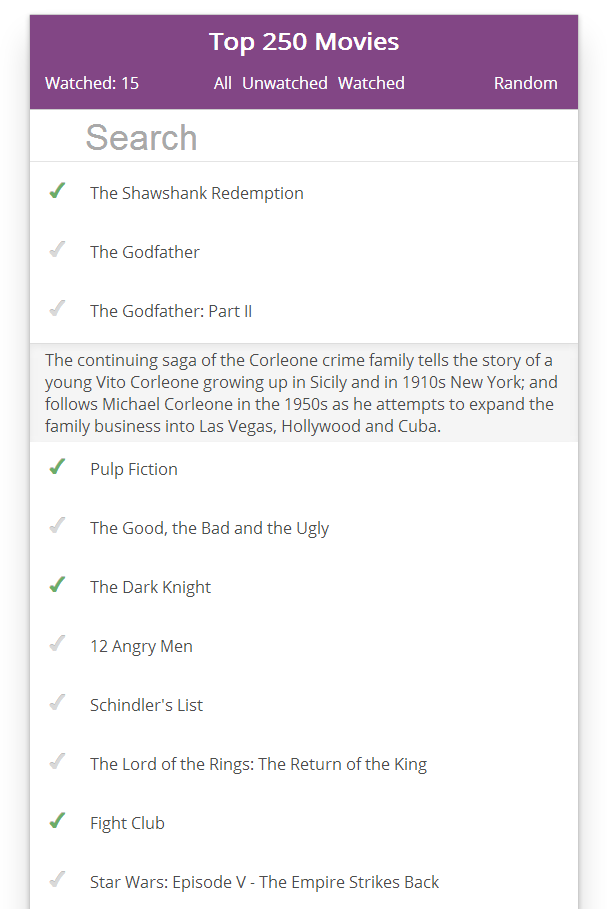 Top 250 Movies
Watched: 15 All Unwatched Watched Random
Search
The Shawshank Redemption
The Godfather
The Godfather: Part II
The continuing saga of the Corleone crime family tells the story of a
young Vito Corleone growing up in Sicily and in 1910s New York; and
follows Michael Corleone in the 1950s as he attempts to expand the
family business into Las Vegas, Hollywood and Cuba.
Pulp Fiction
The Good, the Bad and the Ugly
The Dark Knight
12 Angry Men
Schindler's List
The Lord of the Rings: The Return of the King
Fight Club
Star Wars: Episode V - The Empire Strikes Back